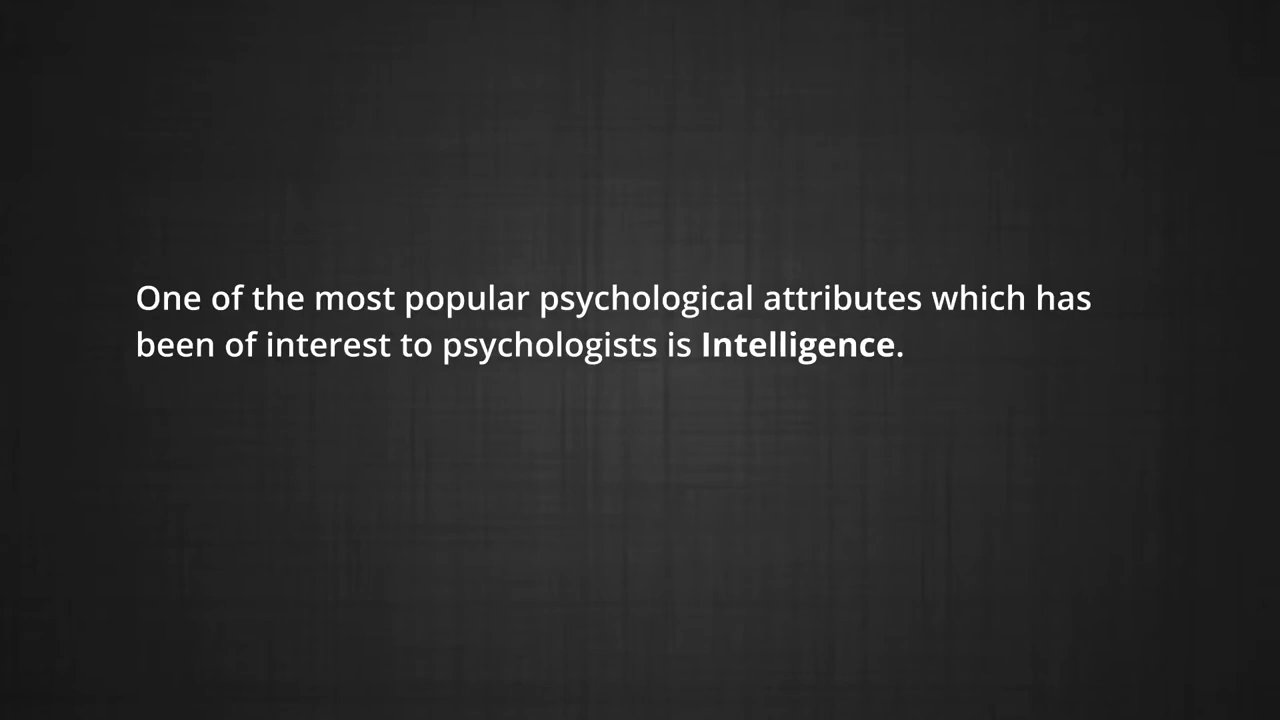 One of the most popular psychological attributes which has
been of interest to psychologists is Intelligence.